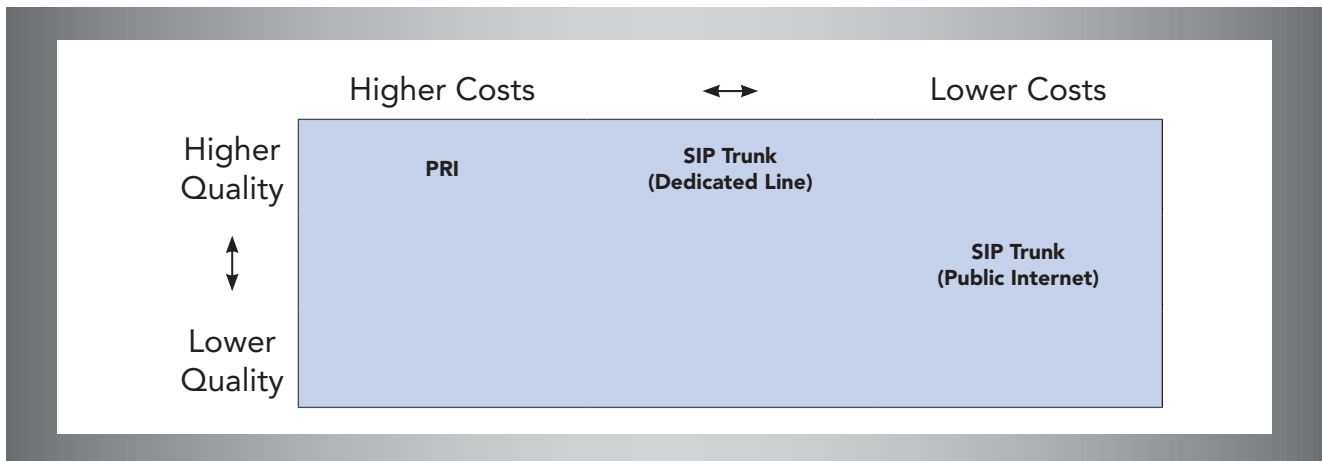 Higher Costs
Lower Costs
Higher
Quality
PRI
SIP Trunk
(Dedicated Line)
SIP Trunk
(Public Internet)
Lower
Quality